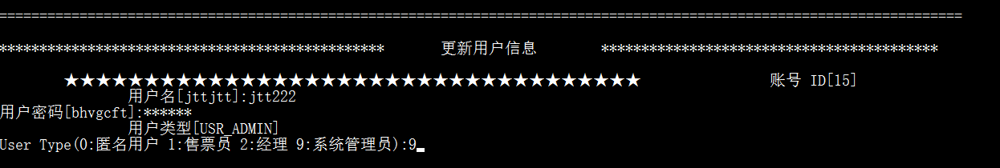 ========================================================================================================================
************************************************ 更新用户信息 ******************************************
★★★★★★★★★★★★★★★★★★★★★★★★★★★★★★★★★★★★ 账号 ID[15]
用户名[jttjtt]:jtt222
用户密码[bhvgcft]:******
用户类型[USR_ADMIN]
User Type(0:匿名用户 1:售票员 2:经理 9:系统管理员):9